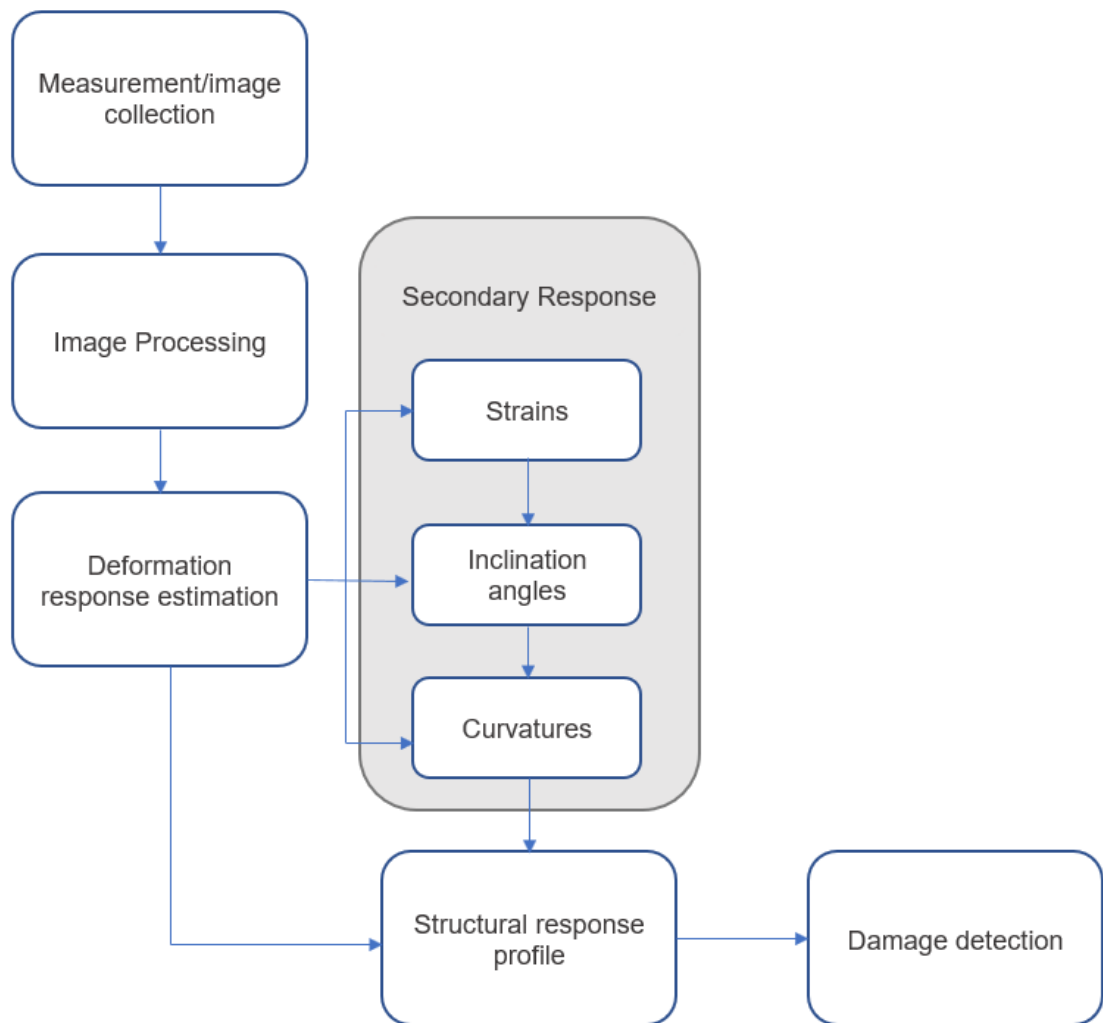 Measurement/image
collection
Image Processing
Secondary Response
Strains
Deformation
response estimation
Inclination
angles
Curvatures
Structural response
profile
Damage detection